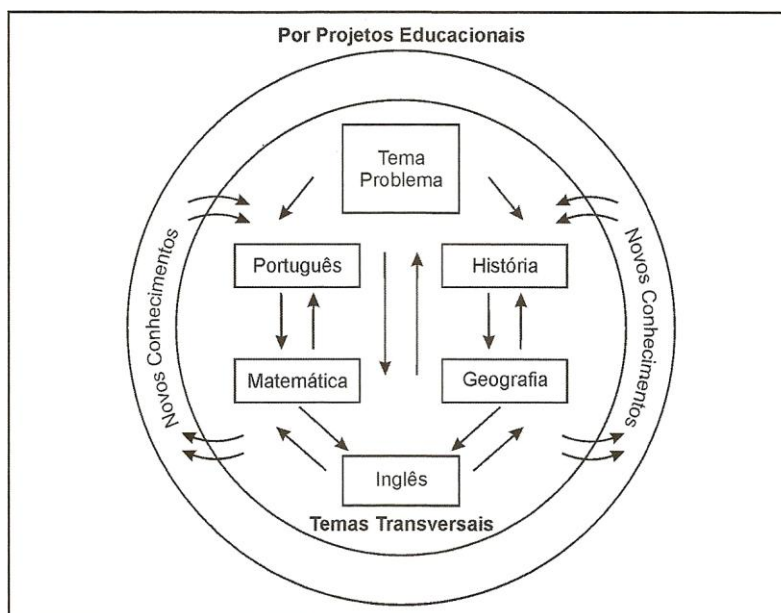 Por Projetos Educacionais
Tema
Problema
Novos Conhecimentos
Novos Conhecimentos
Português
História
Matemática
Geografia
Inglês
Temas Transversais